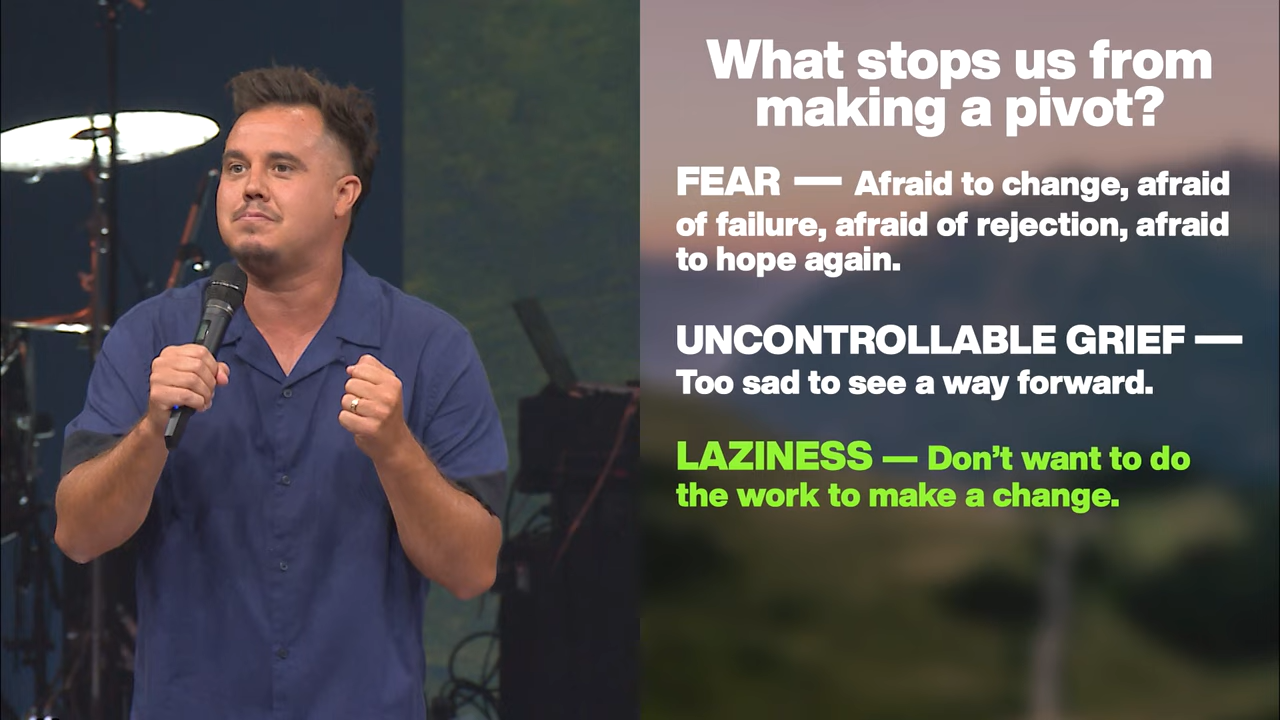 What stops us from
making a pivot?
FEAR — Afraid to change, afraid
of failure, afraid of rejection, afraid
to hope again.
UNCONTROLLABLE GRIEF —
Too sad to see a way forward.
LAZINESS — Don’t want to do
the work to make a change.